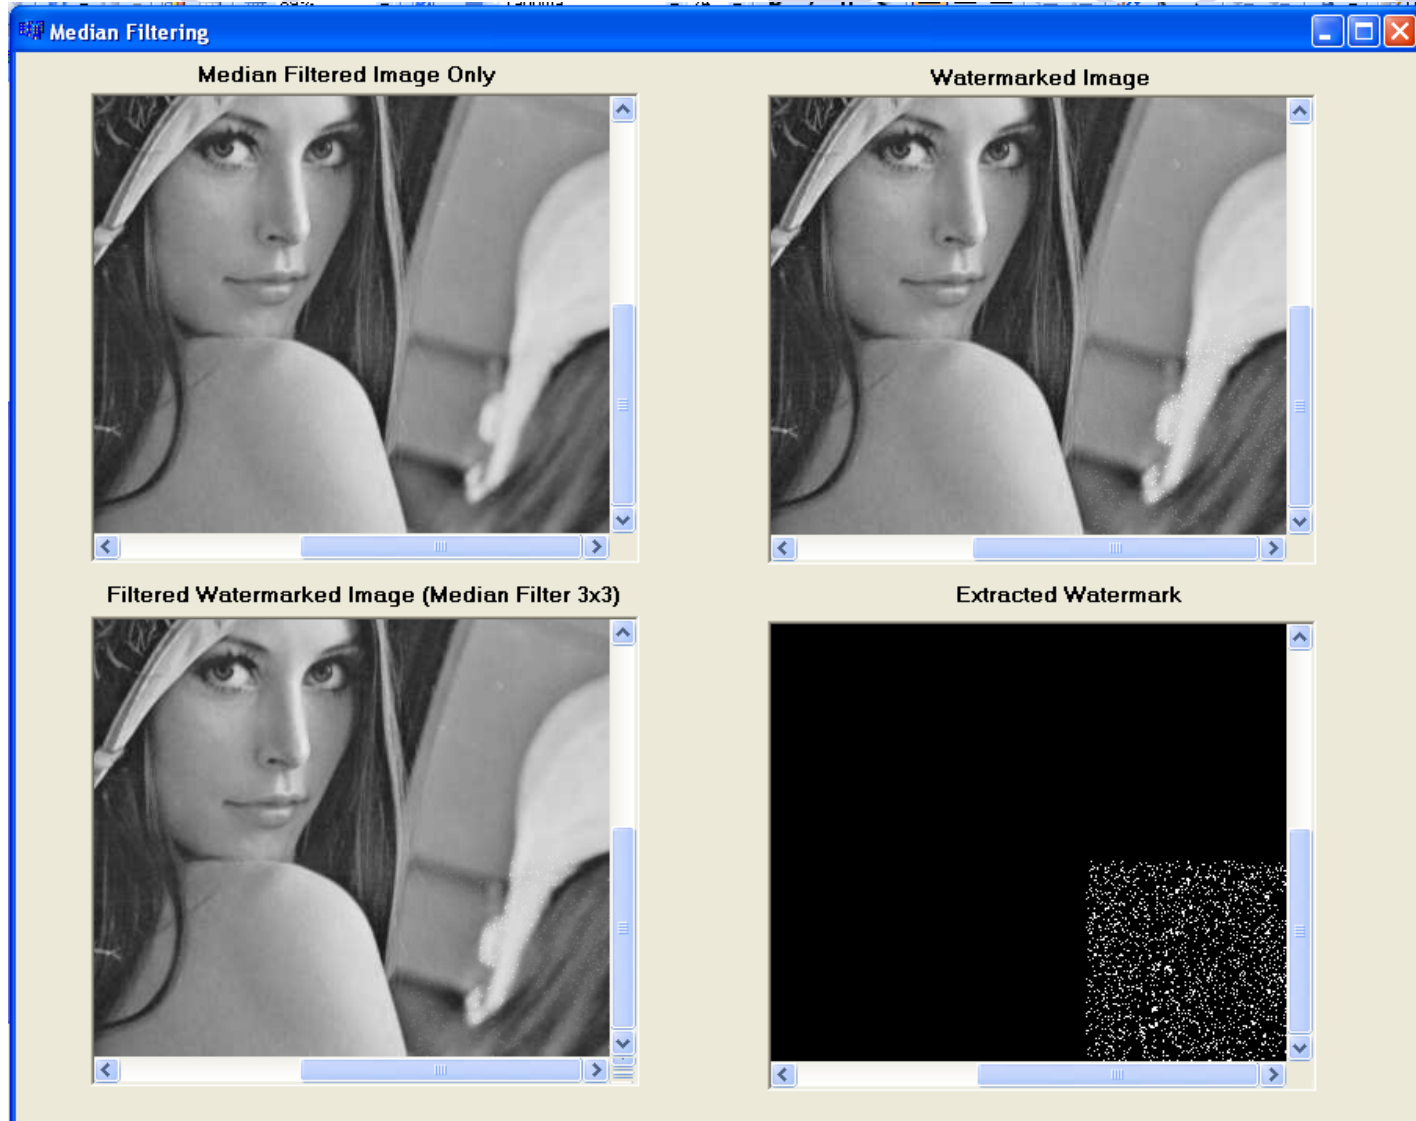 Median Filtering
Median Filtered Image Only
Watermarked Image
Filtered Watermarked Image (Median Filter 3x3)
Extracted Watermark